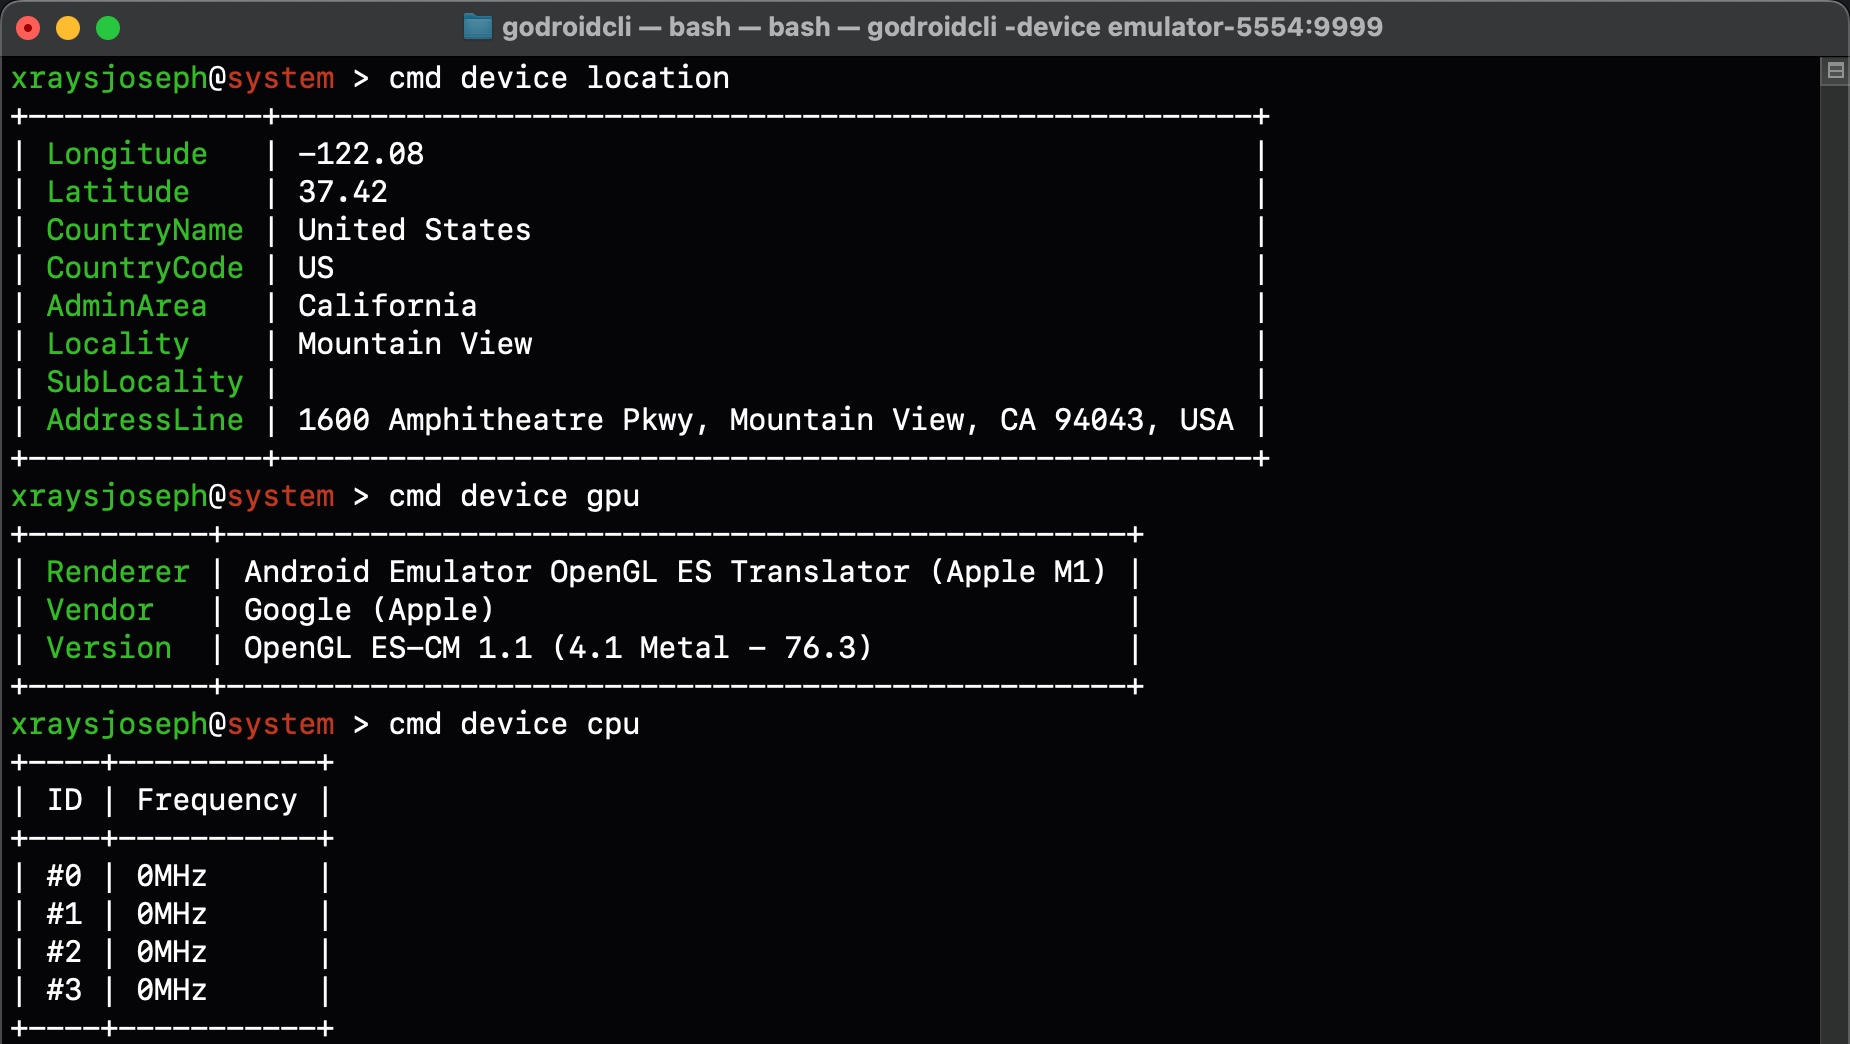 godroidcli — bash — bash — godroidcli -device emulator-5554:9999
xraysjoseph@system > cmd device location
+-------------+------------------------------------------------------+
| Longitude   | -122.08                                              |
| Latitude    | 37.42                                                |
| CountryName | United States                                        |
| CountryCode | US                                                   |
| AdminArea   | California                                           |
| Locality    | Mountain View                                        |
| SubLocality |                                                      |
| AddressLine | 1600 Amphitheatre Pkwy, Mountain View, CA 94043, USA |
+-------------+------------------------------------------------------+
xraysjoseph@system > cmd device gpu
+----------+--------------------------------------------------+
| Renderer | Android Emulator OpenGL ES Translator (Apple M1) |
| Vendor   | Google (Apple)                                   |
| Version  | OpenGL ES-CM 1.1 (4.1 Metal - 76.3)              |
+----------+--------------------------------------------------+
xraysjoseph@system > cmd device cpu
+----+-----------+
| ID | Frequency |
+----+-----------+
| #0 | 0MHz      |
| #1 | 0MHz      |
| #2 | 0MHz      |
| #3 | 0MHz      |
+----+-----------+